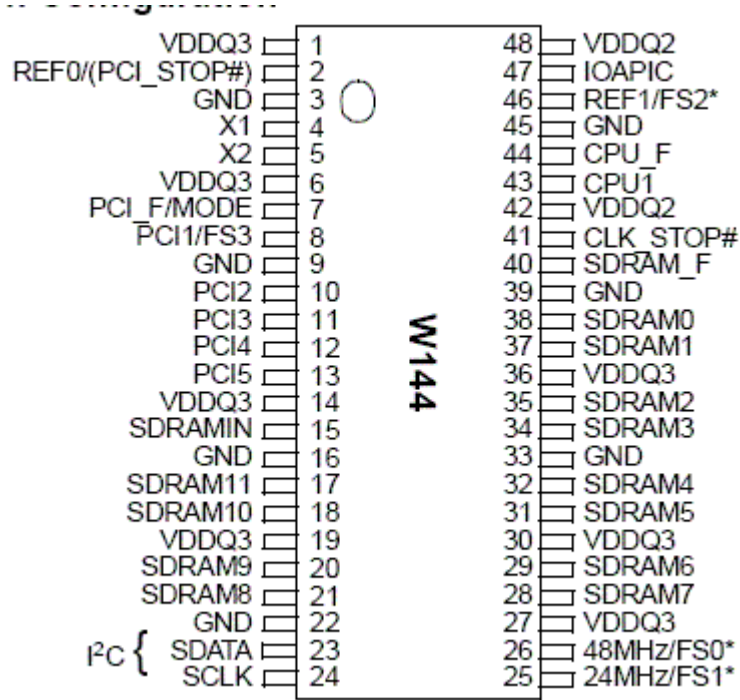 VDDQ3 1 48 VDDQ2
REF0/(PCI_STOP#) 2 47 IOAPIC
GND 3 46 REF1/FS2*
X1 4 45 GND
X2 5 44 CPU_F
VDDQ3 6 43 CPU1
PCI_F/MODE 7 42 VDDQ2
PCI1/FS3 8 41 CLK_STOP#
GND 9 40 SDRAM_F
PCI2 10 39 GND
PCI3 11 38 SDRAM0
PCI4 12 37 SDRAM1
PCI5 13 36 VDDQ3
VDDQ3 14 35 SDRAM2
SDRAMIN 15 34 SDRAM3
GND 16 33 GND
SDRAM11 17 32 SDRAM4
SDRAM10 18 31 SDRAM5
VDDQ3 19 30 VDDQ3
SDRAM9 20 29 SDRAM6
SDRAM8 21 28 SDRAM7
GND 22 27 VDDQ3
I²C { SDATA 23 26 48MHz/FS0*
SCLK 24 25 24MHz/FS1*
W144